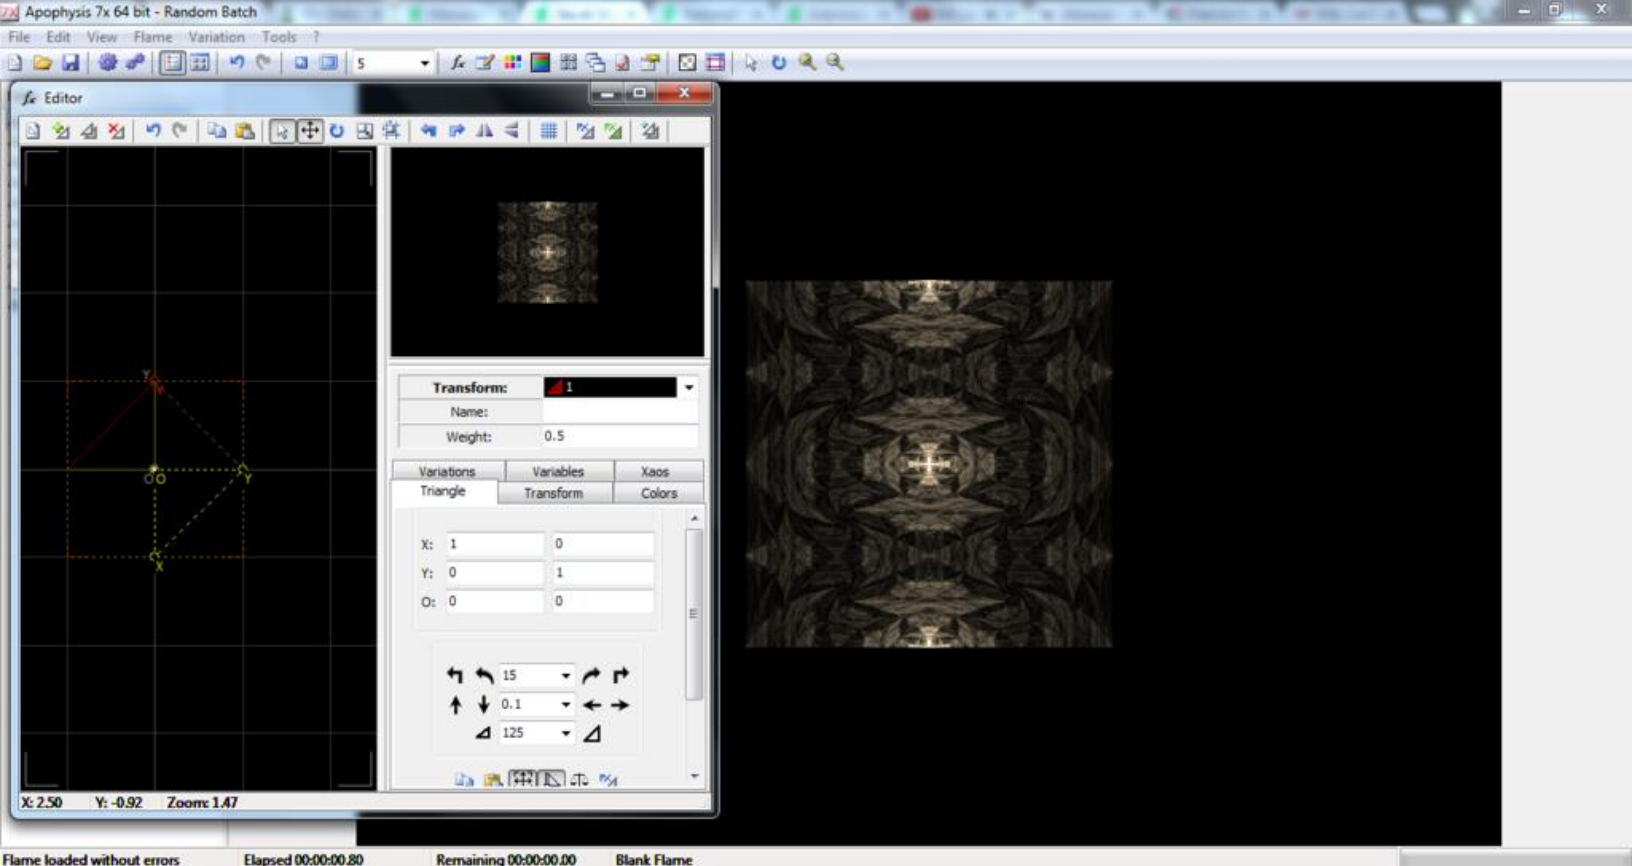 Apophysis 7x 64 bit - Random Batch
File Edit View Flame Variation Tools ?
5
Editor
Transform: 1
Name:
Weight: 0.5
Variations Variables Xaos
Triangle Transform Colors
X: 1 0
Y: 0 1
O: 0 0
15
0.1
125
Y
Y
O O Y
X
X: 2.50 Y: -0.92 Zoom: 1.47
Flame loaded without errors Elapsed 00:00:00.80 Remaining 00:00:00.00 Blank Flame